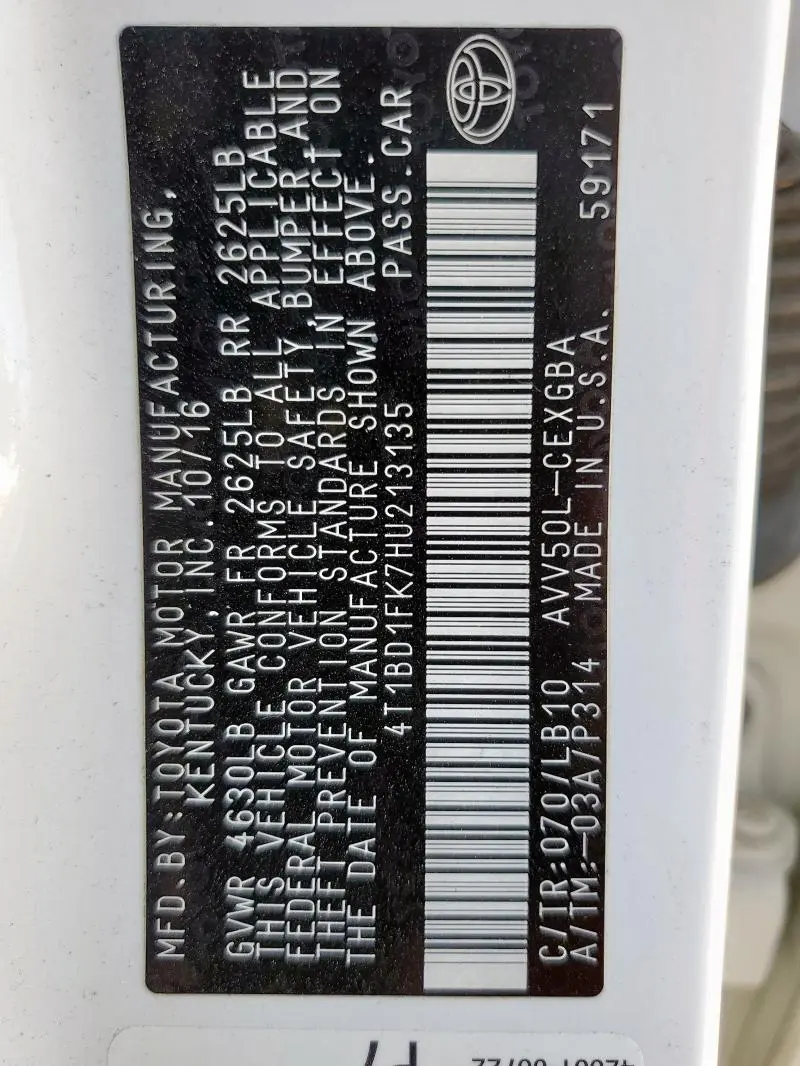 MFD.BY:TOYOTA MOTOR MANUFACTURING,
KENTUCKY, INC. 10/16
GVWR 4630LB GAWR FR 2625LB RR 2625LB
THIS VEHICLE CONFORMS TO ALL APPLICABLE
FEDERAL MOTOR VEHICLE SAFETY, BUMPER, AND
THEFT PREVENTION STANDARDS IN EFFECT ON
THE DATE OF MANUFACTURE SHOWN ABOVE.
4T1BD1FK7HU213135 PASS.CAR
C/TR:070/LB10 AVV50L-CEXGBA
A/TM:-03A/P314 MADE IN U.S.A. 59171